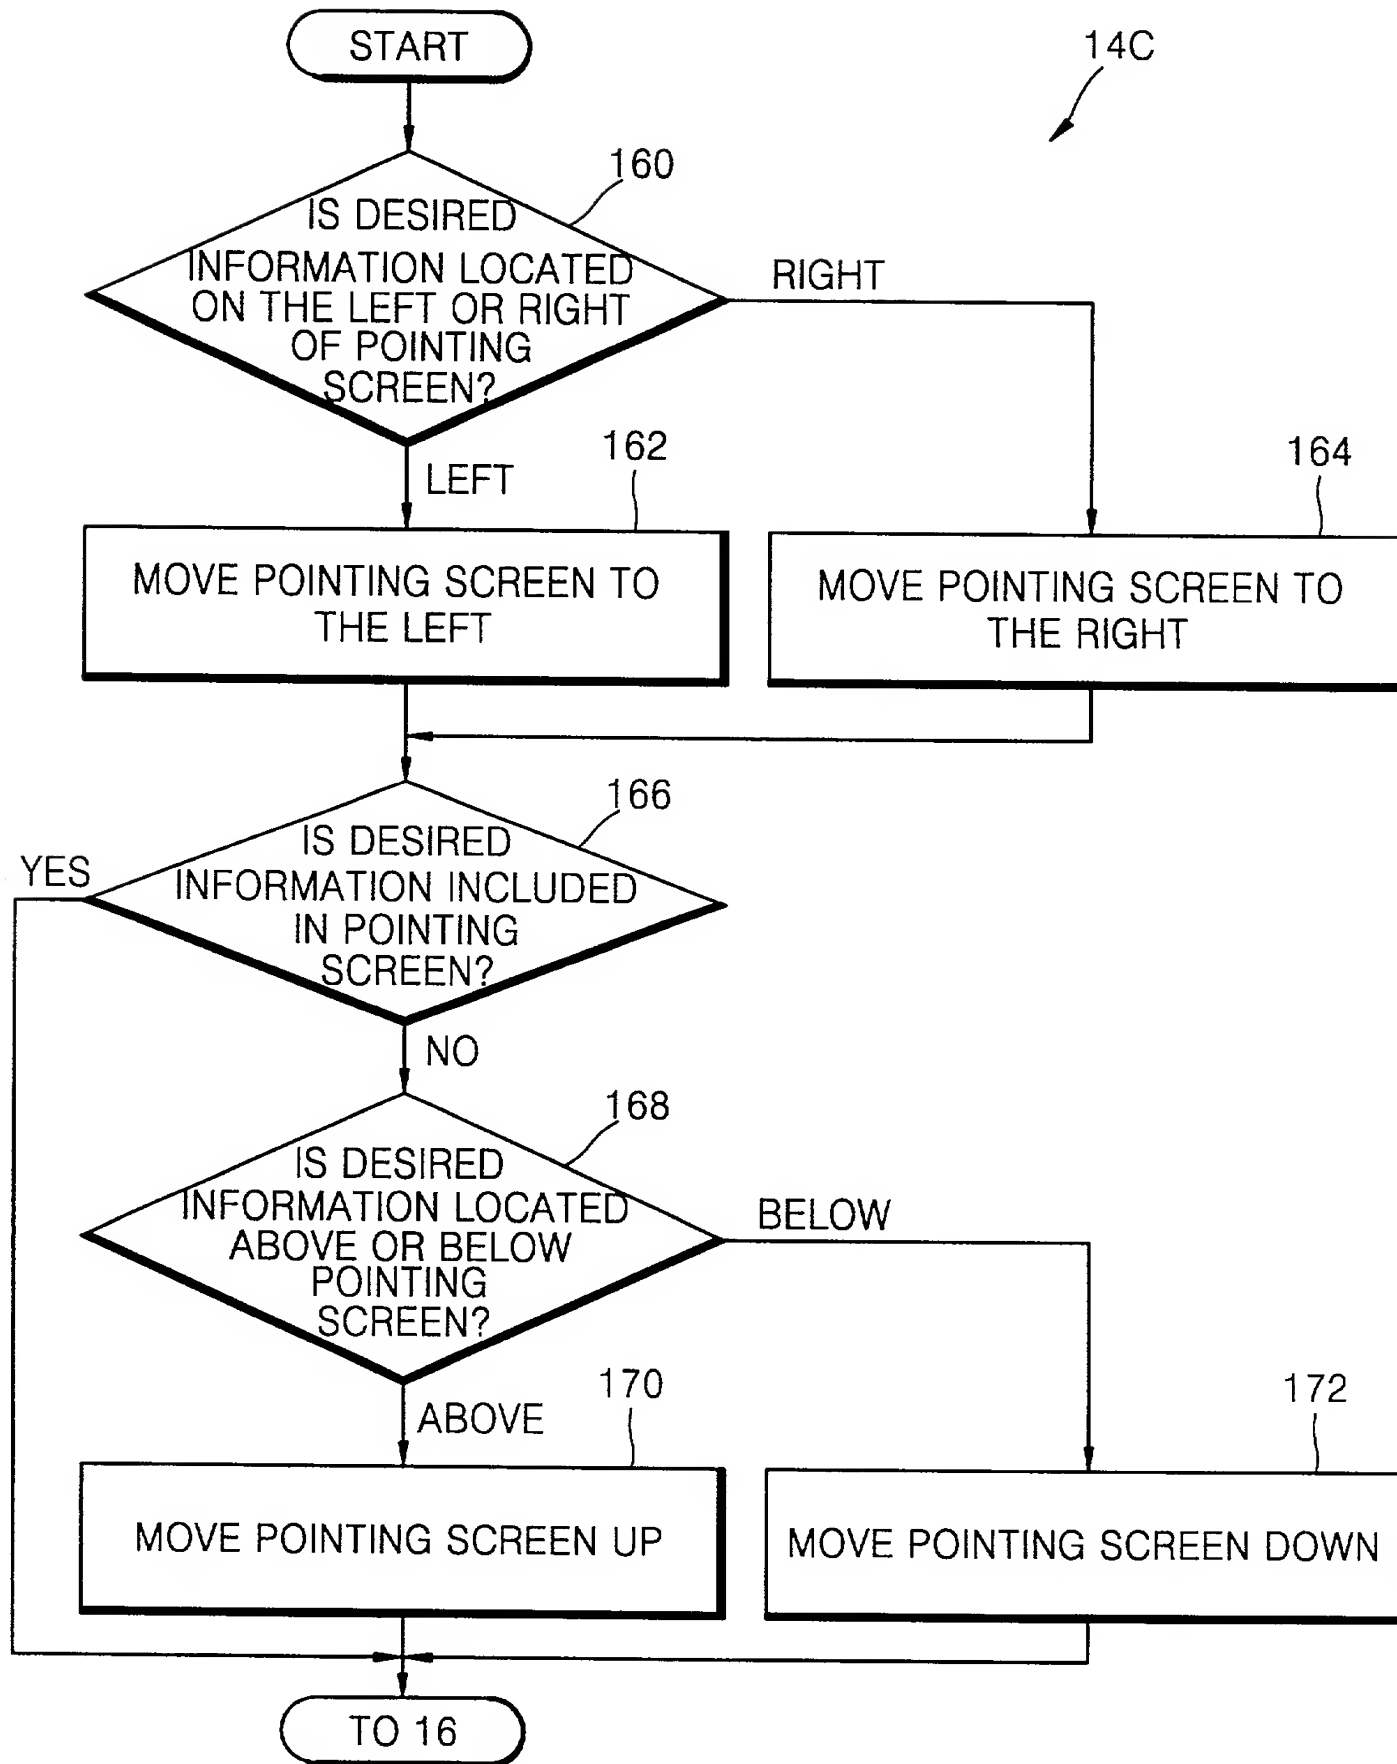 START
14C
160
IS DESIRED
INFORMATION LOCATED
ON THE LEFT OR RIGHT
OF POINTING
SCREEN?
RIGHT
LEFT
162
164
MOVE POINTING SCREEN TO
THE LEFT
MOVE POINTING SCREEN TO
THE RIGHT
166
IS DESIRED
INFORMATION INCLUDED
IN POINTING
SCREEN?
YES
NO
168
IS DESIRED
INFORMATION LOCATED
ABOVE OR BELOW
POINTING
SCREEN?
BELOW
ABOVE
170
172
MOVE POINTING SCREEN UP
MOVE POINTING SCREEN DOWN
TO 16